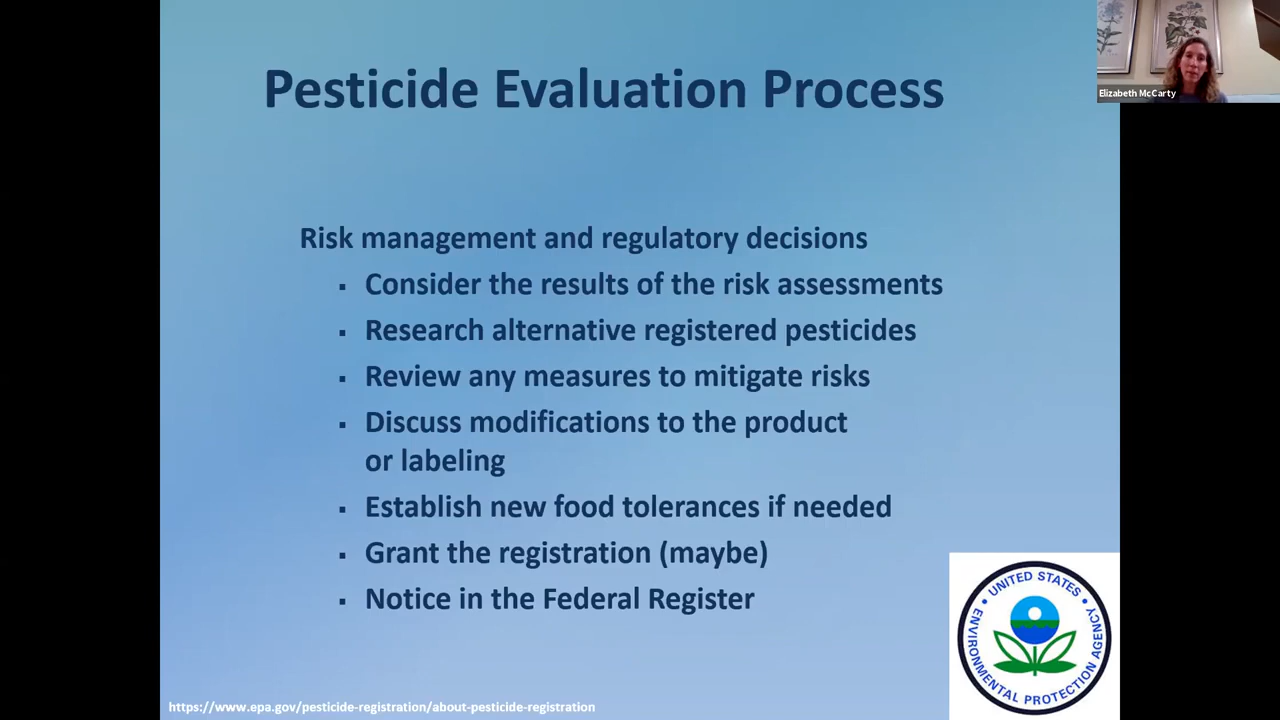 Pesticide Evaluation Process
Elizabeth McCarty
Risk management and regulatory decisions
▪ Consider the results of the risk assessments
▪ Research alternative registered pesticides
▪ Review any measures to mitigate risks
▪ Discuss modifications to the product
or labeling
▪ Establish new food tolerances if needed
▪ Grant the registration (maybe)
▪ Notice in the Federal Register
UNITED STATES
ENVIRONMENTAL PROTECTION AGENCY
https://www.epa.gov/pesticide-registration/about-pesticide-registration